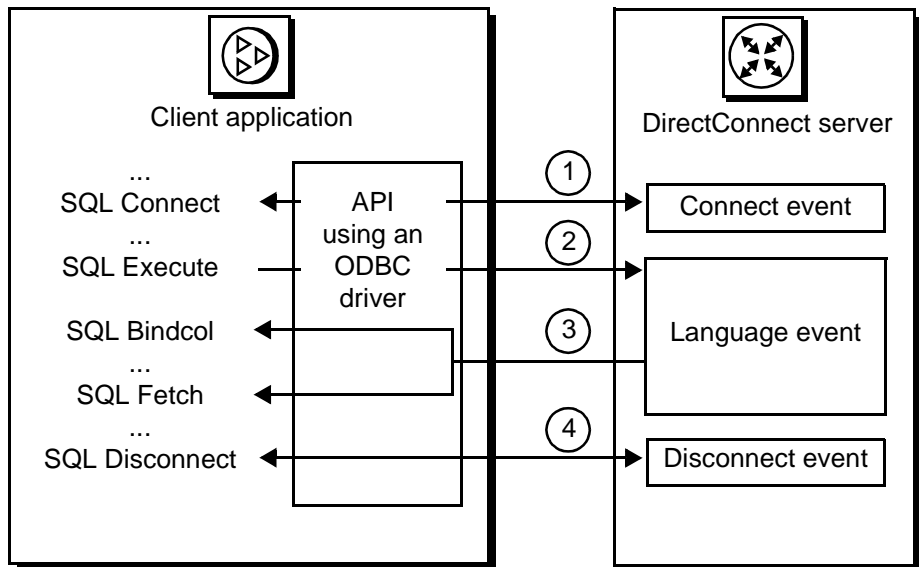 Client application
DirectConnect server
...
SQL Connect
...
SQL Execute
SQL Bindcol
...
SQL Fetch
...
SQL Disconnect
API
using an
ODBC
driver
1
2
3
4
Connect event
Language event
Disconnect event